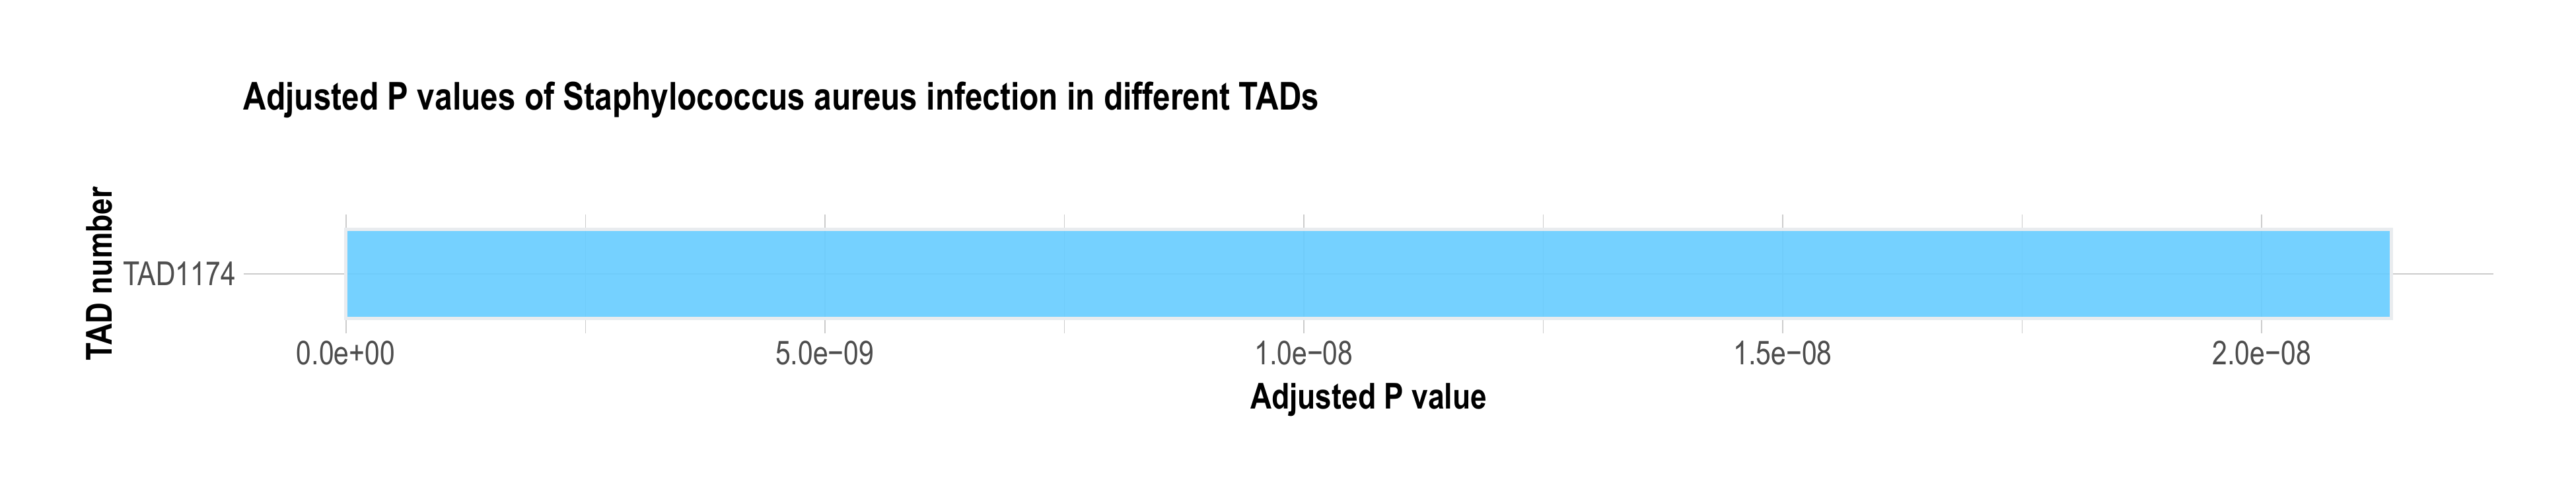 Adjusted P values of Staphylococcus aureus infection in different TADs
TAD number
TAD1174
0.0e+00 5.0e−09 1.0e−08 1.5e−08 2.0e−08
Adjusted P value